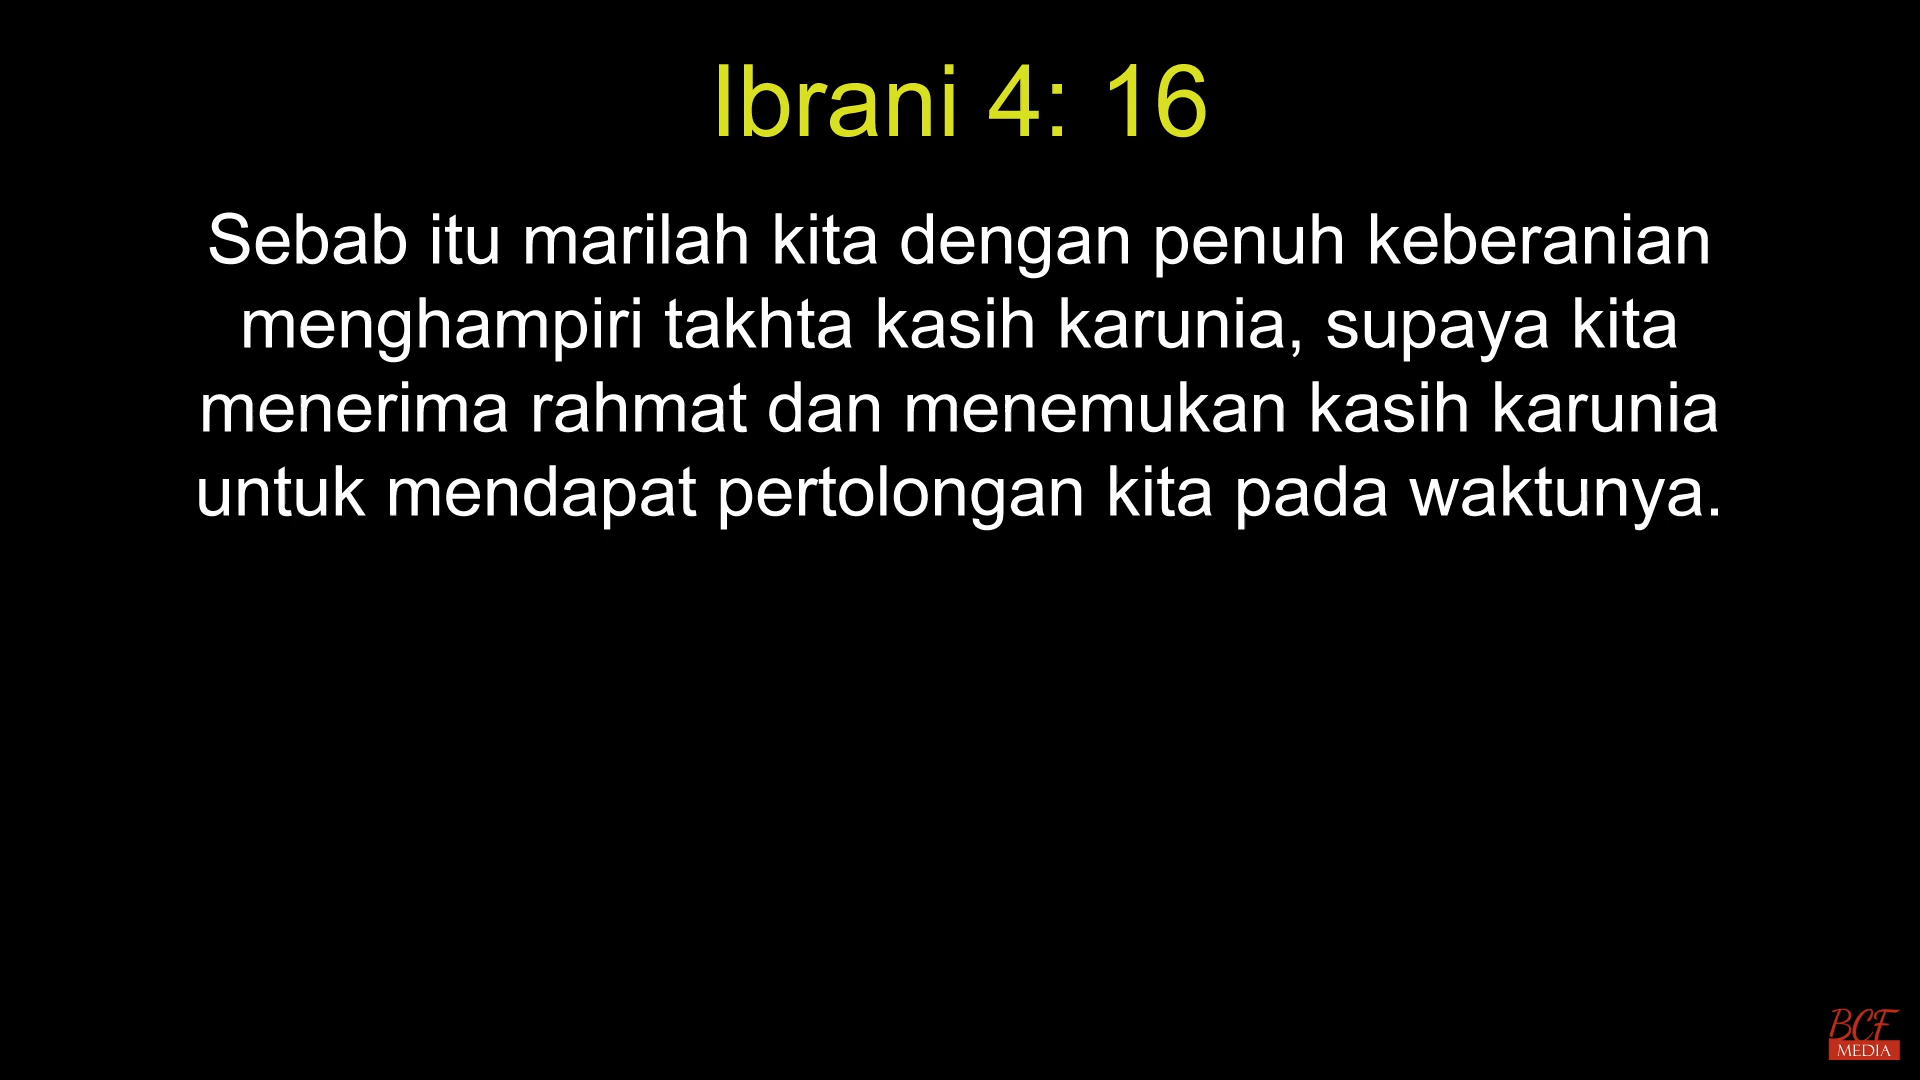 Ibrani 4: 16
Sebab itu marilah kita dengan penuh keberanian
menghampiri takhta kasih karunia, supaya kita
menerima rahmat dan menemukan kasih karunia
untuk mendapat pertolongan kita pada waktunya.
BCF
MEDIA